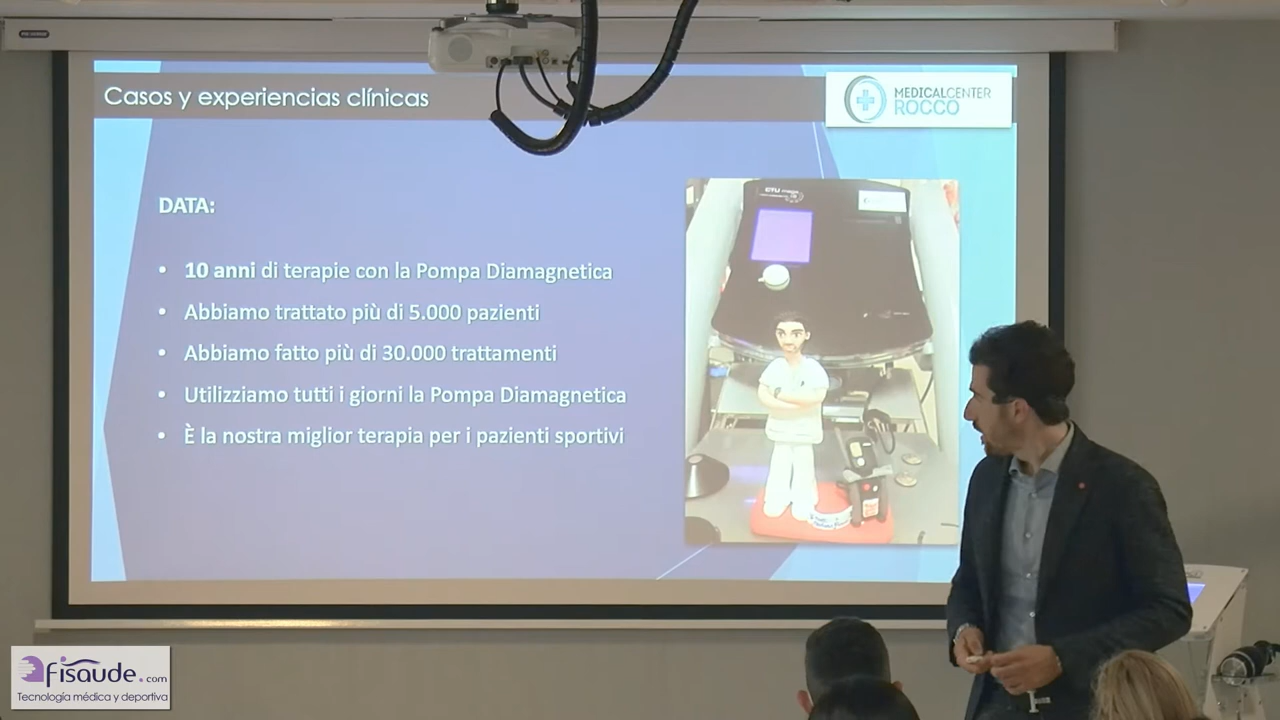 Casos y experiencias clínicas
MEDICALCENTER
ROCCO
DATA:
• 10 anni di terapie con la Pompa Diamagnetica
• Abbiamo trattato più di 5.000 pazienti
• Abbiamo fatto più di 30.000 trattamenti
• Utilizziamo tutti i giorni la Pompa Diamagnetica
• È la nostra miglior terapia per i pazienti sportivi
CTU
fisaude.com
Tecnología médica y deportiva